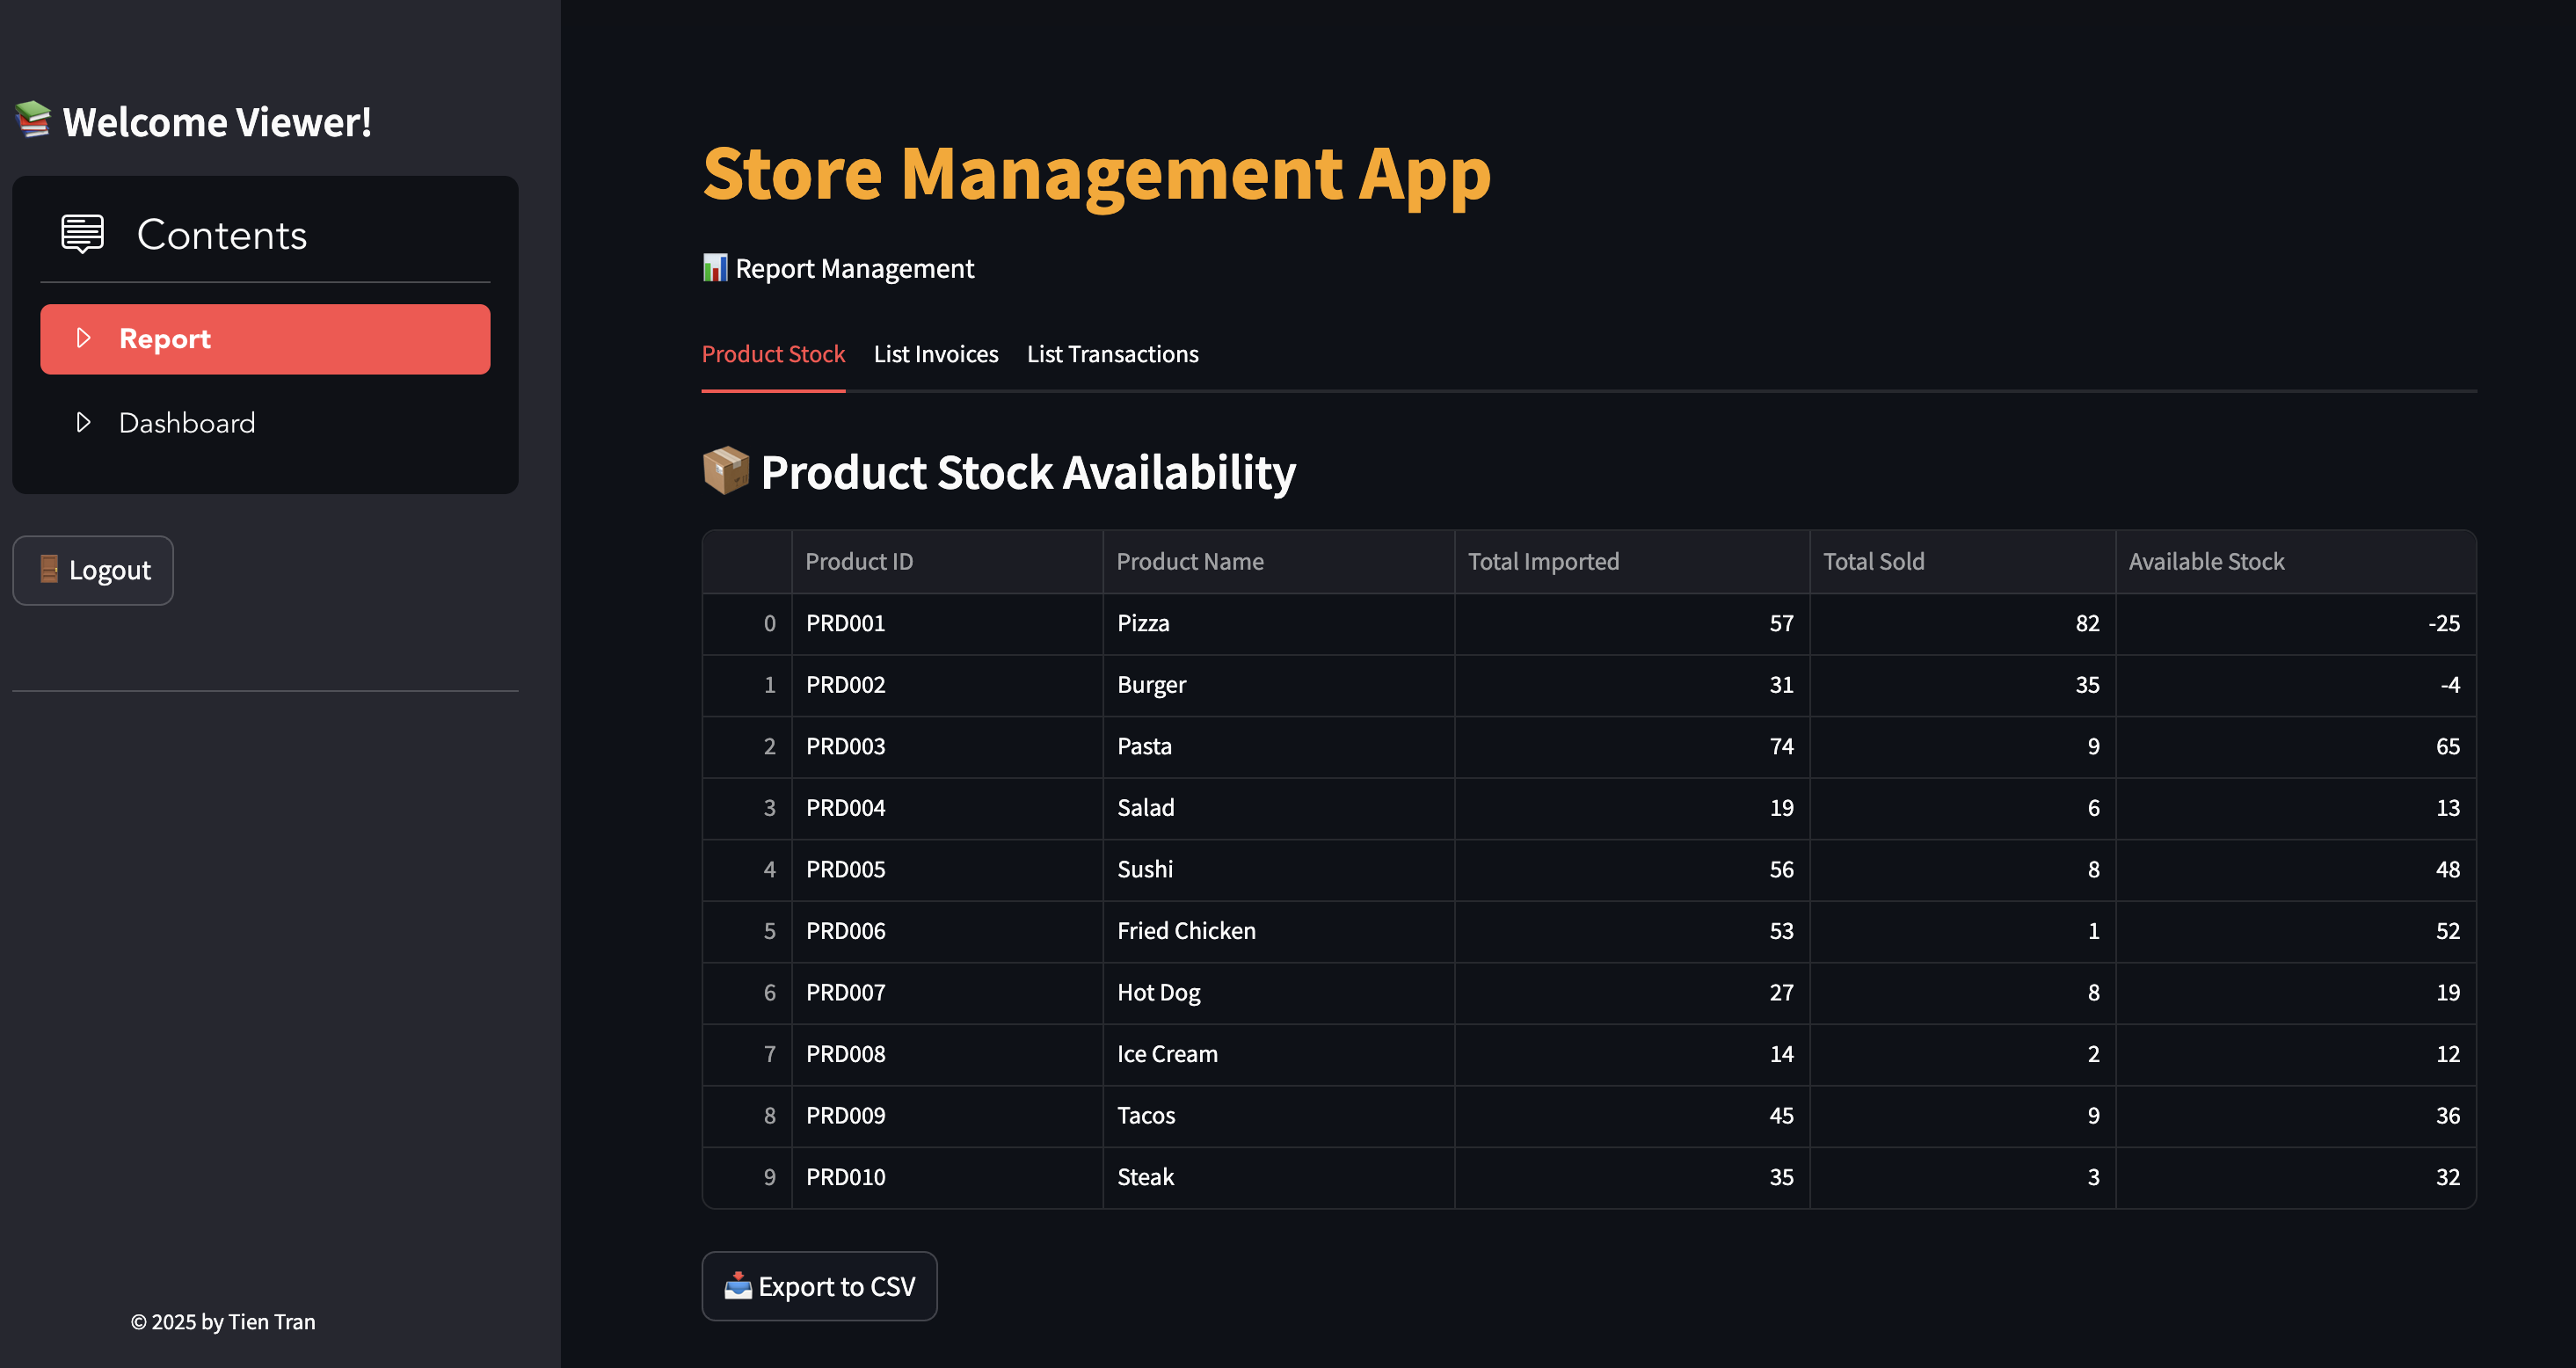 Welcome Viewer!
Contents
Report
Dashboard
Logout
© 2025 by Tien Tran
Store Management App
Report Management
Product Stock List Invoices List Transactions
Product Stock Availability
Product ID Product Name Total Imported Total Sold Available Stock
0 PRD001 Pizza 57 82 -25
1 PRD002 Burger 31 35 -4
2 PRD003 Pasta 74 9 65
3 PRD004 Salad 19 6 13
4 PRD005 Sushi 56 8 48
5 PRD006 Fried Chicken 53 1 52
6 PRD007 Hot Dog 27 8 19
7 PRD008 Ice Cream 14 2 12
8 PRD009 Tacos 45 9 36
9 PRD010 Steak 35 3 32
Export to CSV